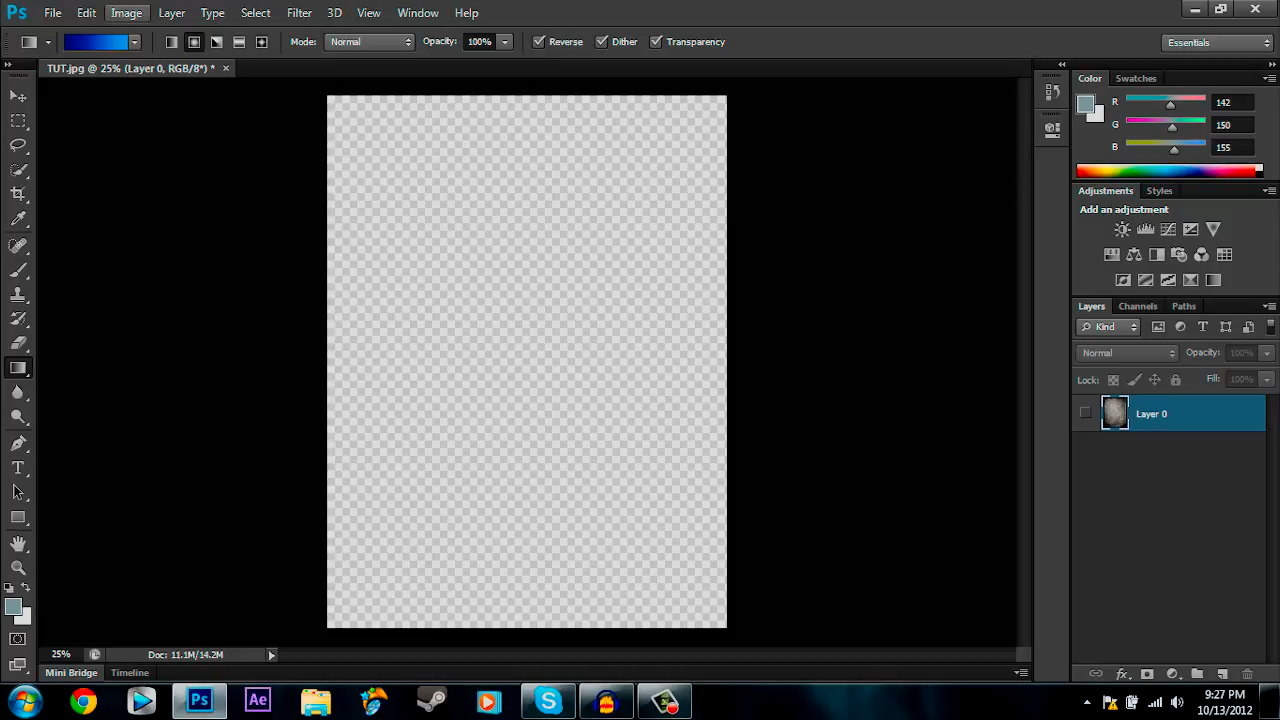 Ps File Edit Image Layer Type Select Filter 3D View Window Help
Mode: Normal Opacity: 100% Reverse Dither Transparency Essentials
TUT.jpg @ 25% (Layer 0, RGB/8*) * ×
Color Swatches
R 142
G 150
B 155
Adjustments Styles
Add an adjustment
Layers Channels Paths
Kind T
Normal Opacity: 100%
Lock: Fill: 100%
Layer 0
T
25% Doc: 11.1M/14.2M
fx
Mini Bridge Timeline
Ps Ae S
9:27 PM
10/13/2012